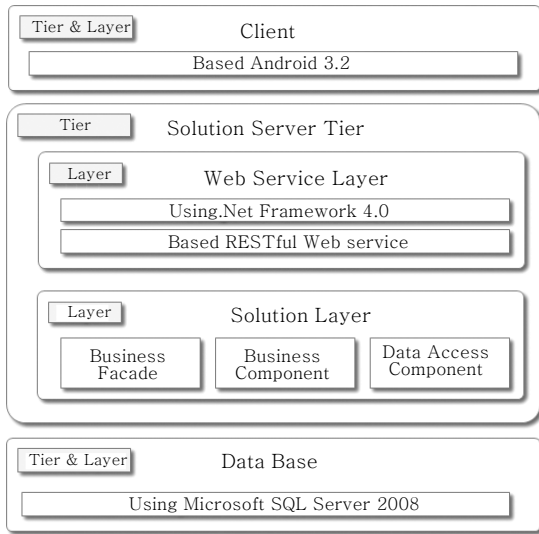 Tier & Layer
Client
Based Android 3.2
Tier
Solution Server Tier
Layer
Web Service Layer
Using.Net Framework 4.0
Based RESTful Web service
Layer
Solution Layer
Business
Facade
Business
Component
Data Access
Component
Tier & Layer
Data Base
Using Microsoft SQL Server 2008